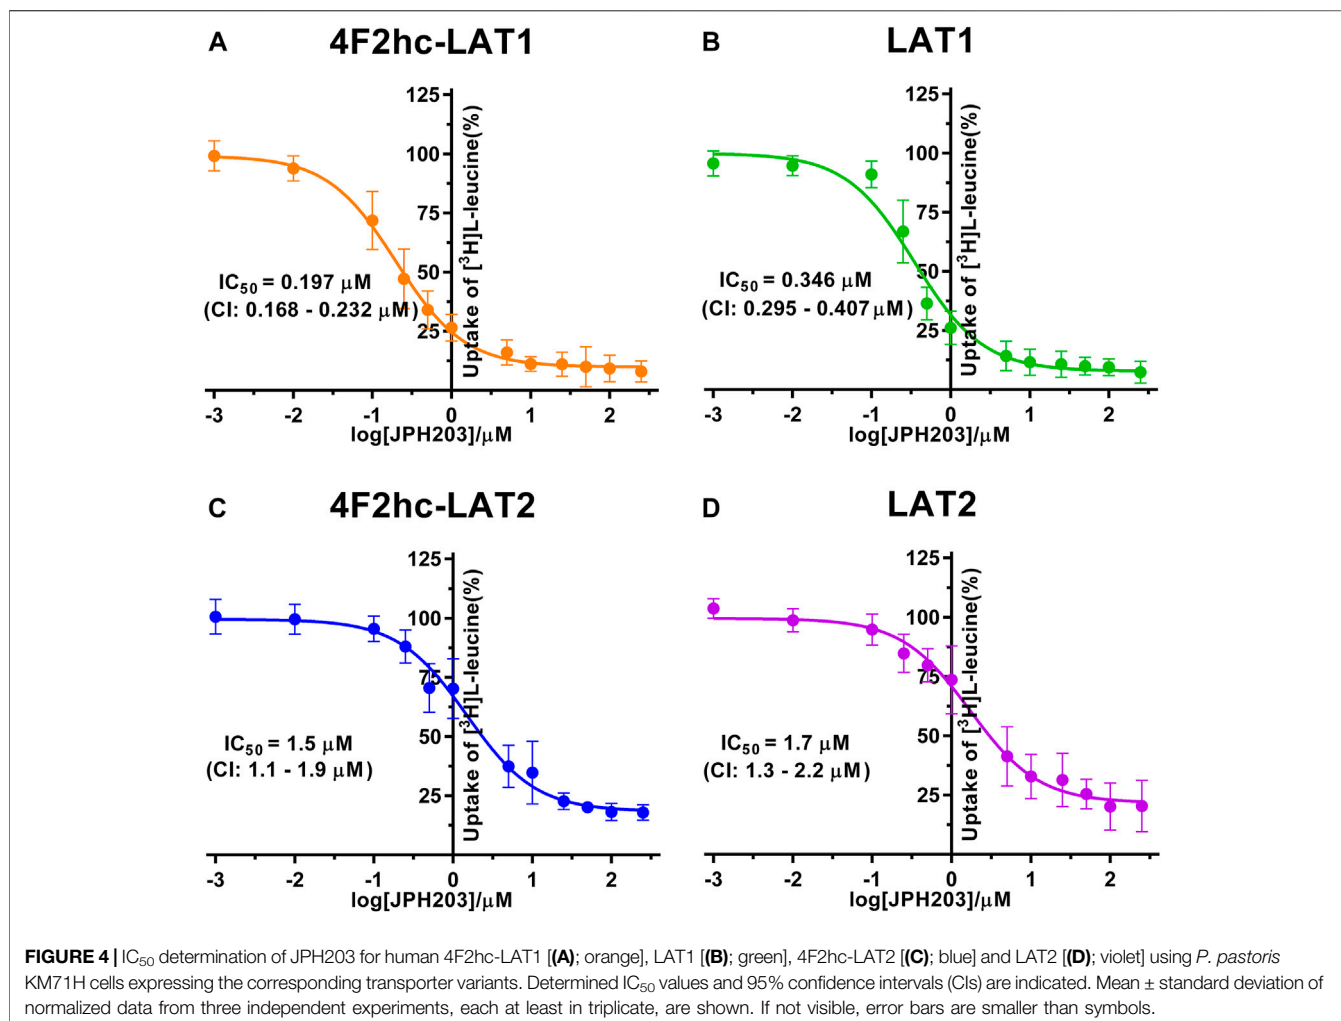 A
4F2hc-LAT1
125
100
75
50
25
Uptake of [³H]L-leucine(%)
IC₅₀ = 0.197 μM
(CI: 0.168 - 0.232 μM)
-3 -2 -1 0 1 2
log[JPH203]/μM
B
LAT1
125
100
75
50
25
Uptake of [³H]L-leucine(%)
IC₅₀ = 0.346 μM
(CI: 0.295 - 0.407 μM)
-3 -2 -1 0 1 2
log[JPH203]/μM
C
4F2hc-LAT2
125
100
75
50
25
Uptake of [³H]L-leucine(%)
IC₅₀ = 1.5 μM
(CI: 1.1 - 1.9 μM)
-3 -2 -1 0 1 2
log[JPH203]/μM
D
LAT2
125
100
75
50
25
Uptake of [³H]L-leucine(%)
IC₅₀ = 1.7 μM
(CI: 1.3 - 2.2 μM)
-3 -2 -1 0 1 2
log[JPH203]/μM
FIGURE 4 | IC₅₀ determination of JPH203 for human 4F2hc-LAT1 [(A); orange], LAT1 [(B); green], 4F2hc-LAT2 [(C); blue] and LAT2 [(D); violet] using P. pastoris
KM71H cells expressing the corresponding transporter variants. Determined IC₅₀ values and 95% confidence intervals (CIs) are indicated. Mean ± standard deviation of
normalized data from three independent experiments, each at least in triplicate, are shown. If not visible, error bars are smaller than symbols.